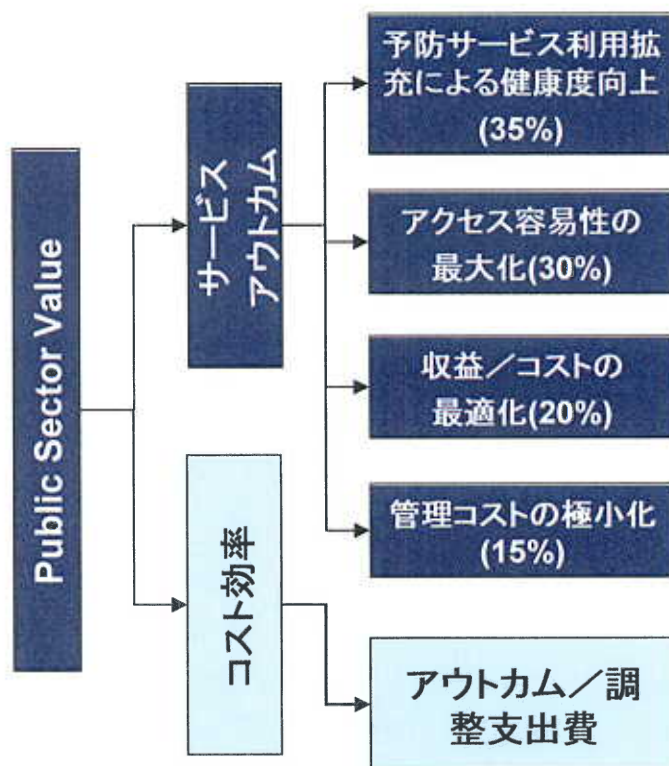 Public Sector Value
サービス
アウトカム
予防サービス利用拡
充による健康度向上
(35%)
アクセス容易性の
最大化(30%)
収益／コストの
最適化(20%)
管理コストの極小化
(15%)
コスト効率
アウトカム／調
整支出費